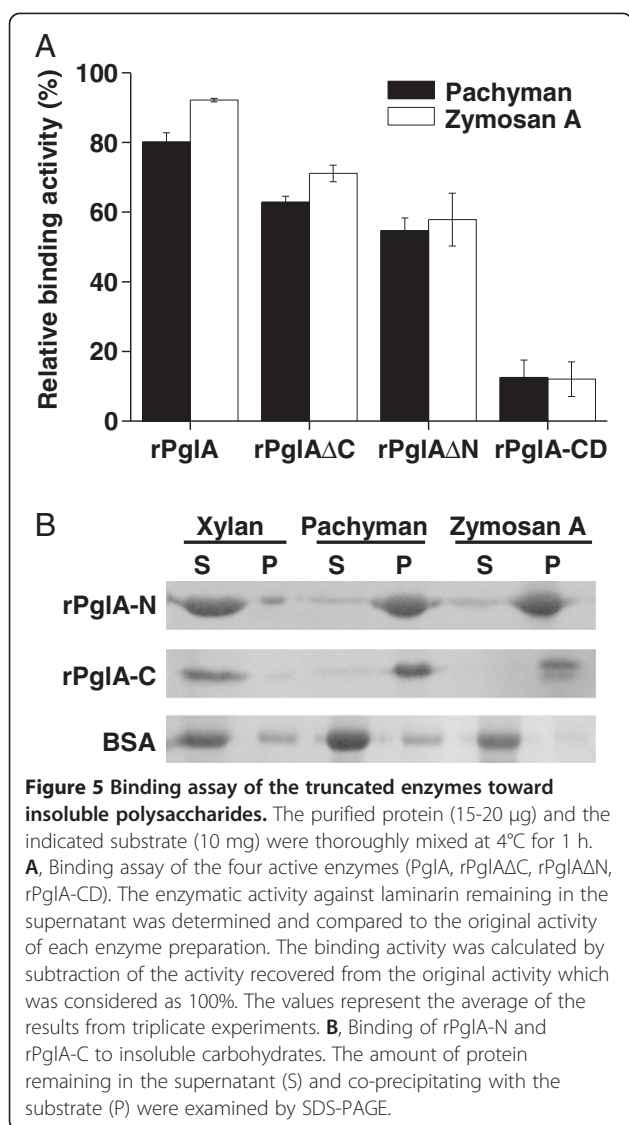 A
Relative binding activity (%)
100
80
60
40
20
0
Pachyman
Zymosan A
rPglA
rPglAΔC
rPglAΔN
rPglA-CD
B
Xylan Pachyman Zymosan A
S P S P S P
rPglA-N
rPglA-C
BSA
Figure 5 Binding assay of the truncated enzymes toward
insoluble polysaccharides. The purified protein (15-20 μg) and the
indicated substrate (10 mg) were thoroughly mixed at 4°C for 1 h.
A, Binding assay of the four active enzymes (PglA, rPglAΔC, rPglAΔN,
rPglA-CD). The enzymatic activity against laminarin remaining in the
supernatant was determined and compared to the original activity
of each enzyme preparation. The binding activity was calculated by
subtraction of the activity recovered from the original activity which
was considered as 100%. The values represent the average of the
results from triplicate experiments. B, Binding of rPglA-N and
rPglA-C to insoluble carbohydrates. The amount of protein
remaining in the supernatant (S) and co-precipitating with the
substrate (P) were examined by SDS-PAGE.